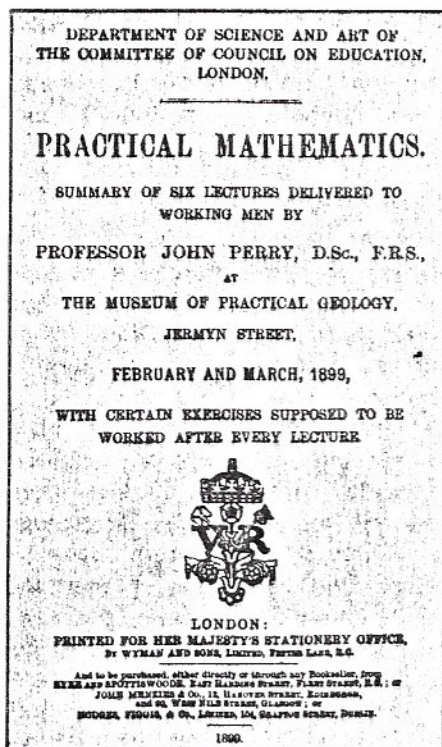 DEPARTMENT OF SCIENCE AND ART OF
THE COMMITTEE OF COUNCIL ON EDUCATION,
LONDON.
PRACTICAL MATHEMATICS.
SUMMARY OF SIX LECTURES DELIVERED TO
WORKING MEN BY
PROFESSOR JOHN PERRY, D.Sc., F.R.S.,
AT
THE MUSEUM OF PRACTICAL GEOLOGY,
JERMYN STREET,
FEBRUARY AND MARCH, 1899,
WITH CERTAIN EXERCISES SUPPOSED TO BE
WORKED AFTER EVERY LECTURE
V R
LONDON:
PRINTED FOR HER MAJESTY'S STATIONERY OFFICE,
BY WYMAN AND SONS, LIMITED, FETTER LANE, E.C.
And to be purchased, either directly or through any Bookseller, from
EYRE AND SPOTTISWOODE, EAST HARDING STREET, FLEET STREET, E.C.; or
JOHN MENZIES & Co., 12, HANOVER STREET, EDINBURGH,
and 90, WEST NILE STREET, GLASGOW; or
HODGES, FIGGIS, & Co., LIMITED, 104, GRAFTON STREET, DUBLIN.
1899.